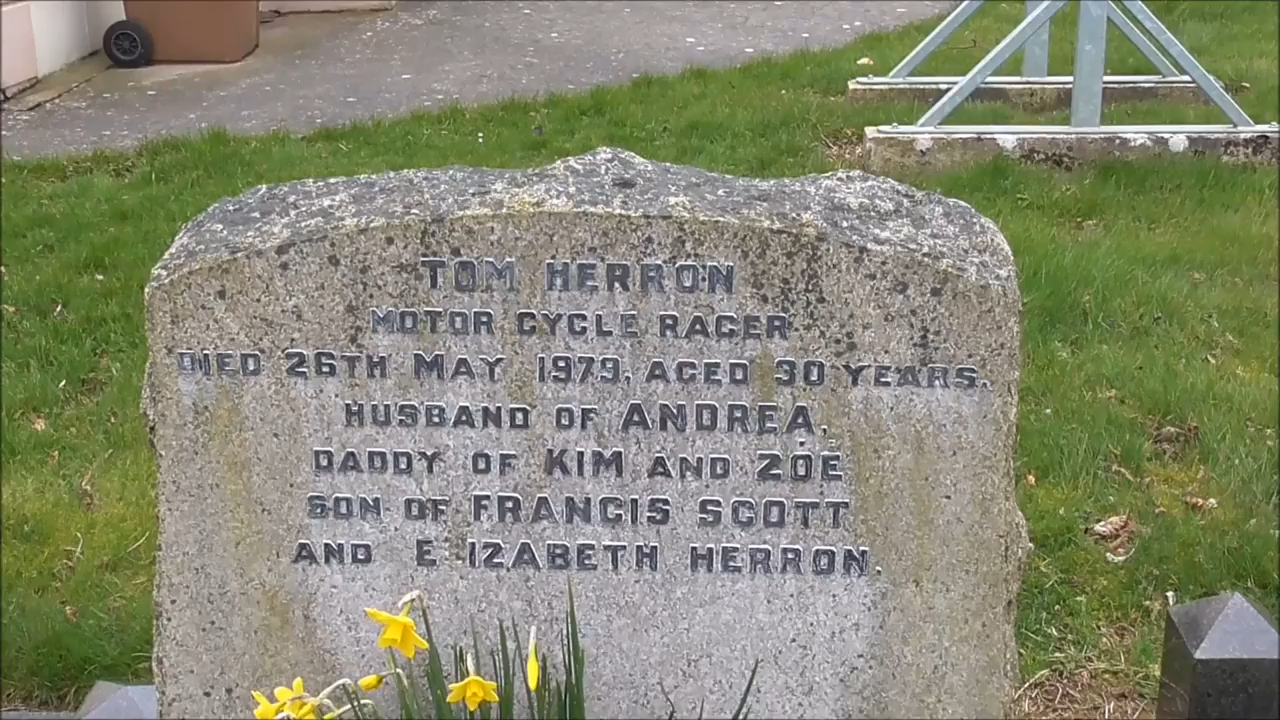 TOM HERRON
MOTOR CYCLE RACER
DIED 26TH MAY 1979, AGED 30 YEARS.
HUSBAND OF ANDREA,
DADDY OF KIM AND ZOE
SON OF FRANCIS SCOTT
AND E IZABETH HERRON.